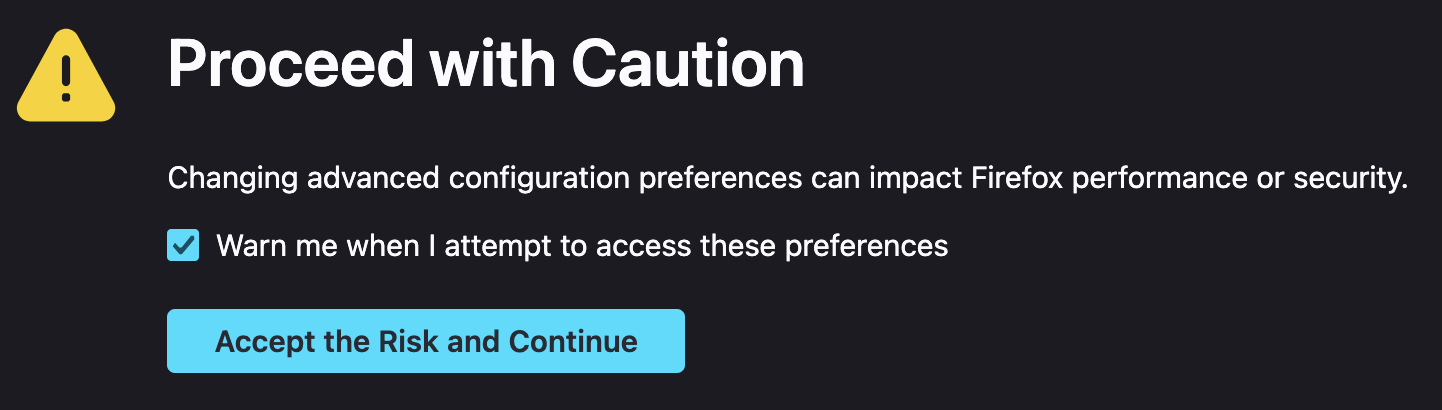 Proceed with Caution
Changing advanced configuration preferences can impact Firefox performance or security.
Warn me when I attempt to access these preferences
Accept the Risk and Continue